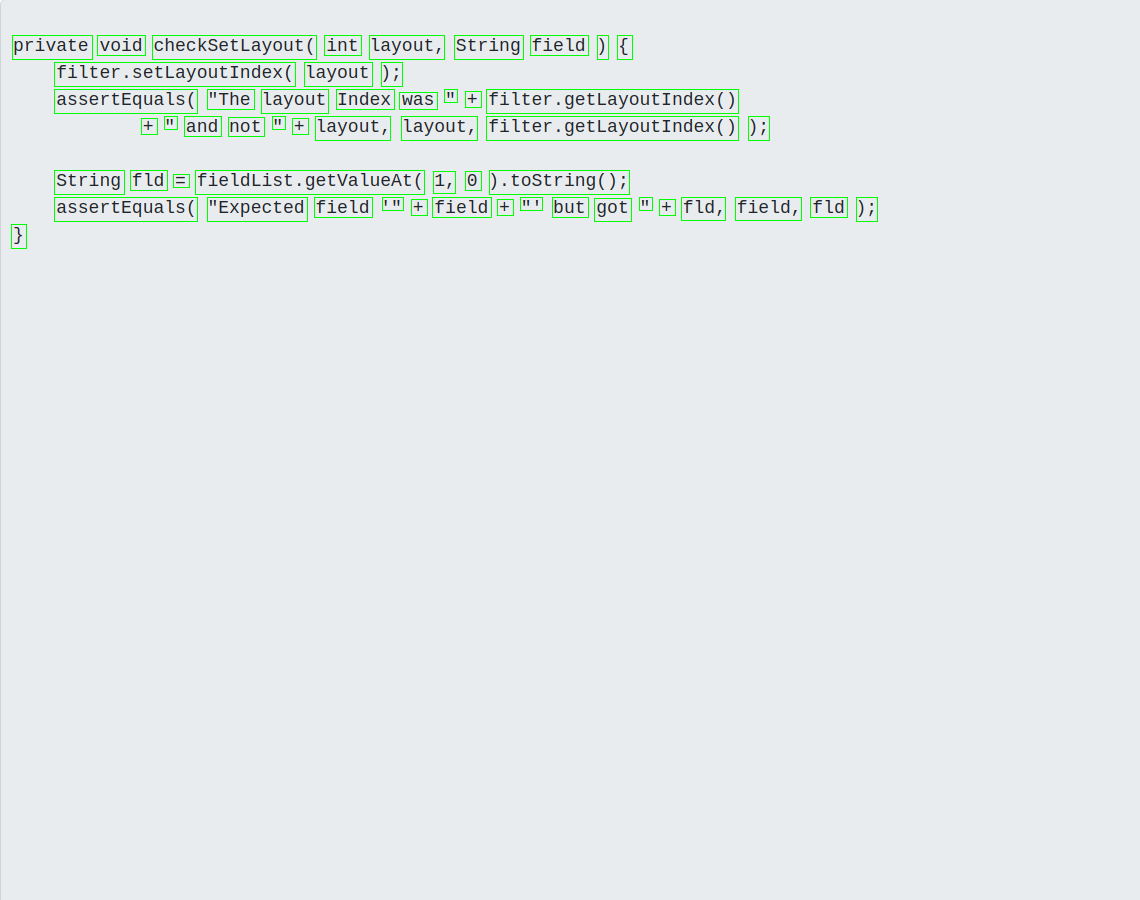 private void checkSetLayout( int layout, String field ) {
    filter.setLayoutIndex( layout );
    assertEquals( "The layout Index was " + filter.getLayoutIndex()
            + " and not " + layout, layout, filter.getLayoutIndex() );
    String fld = fieldList.getValueAt( 1, 0 ).toString();
    assertEquals( "Expected field '" + field + "' but got " + fld, field, fld );
}